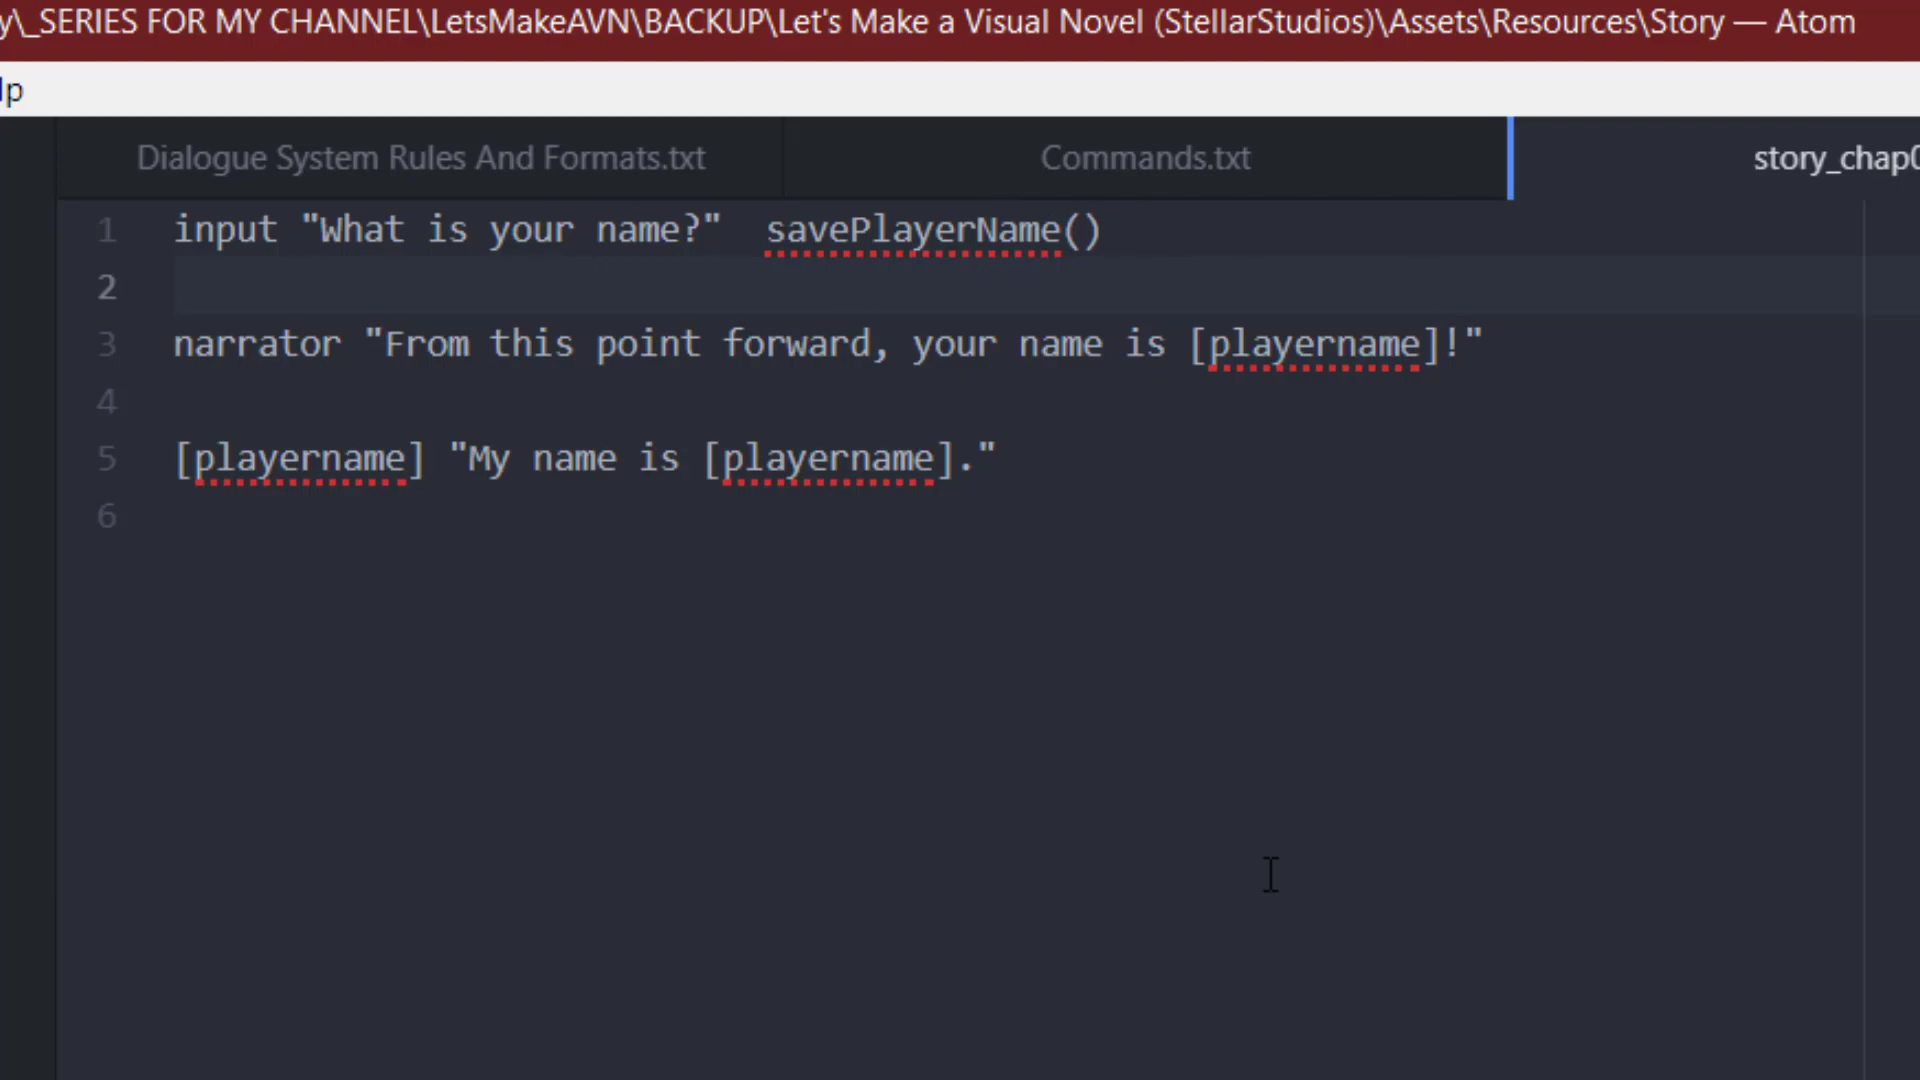 y\_SERIES FOR MY CHANNEL\LetsMakeAVN\BACKUP\Let's Make a Visual Novel (StellarStudios)\Assets\Resources\Story — Atom
lp
Dialogue System Rules And Formats.txt Commands.txt story_chap0
1 input "What is your name?"  savePlayerName()
2
3 narrator "From this point forward, your name is [playername]!"
4
5 [playername] "My name is [playername]."
6